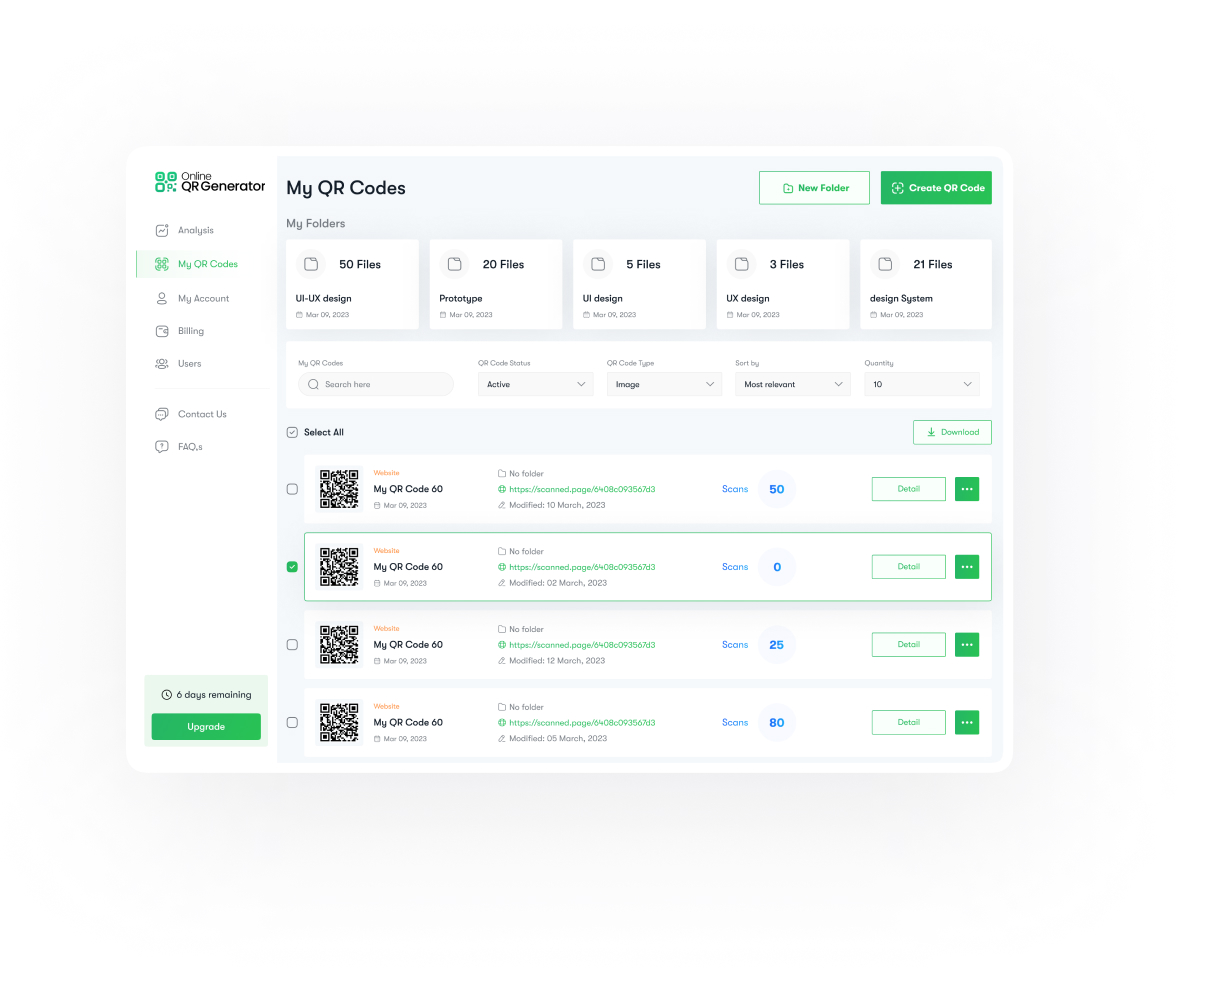 Online
QR Generator
Analysis
My QR Codes
My Account
Billing
Users
Contact Us
FAQ,s
6 days remaining
Upgrade
My QR Codes
New Folder
Create QR Code
My Folders
50 Files
UI-UX design
Mar 09, 2023
20 Files
Prototype
Mar 09, 2023
5 Files
UI design
Mar 09, 2023
3 Files
UX design
Mar 09, 2023
21 Files
design System
Mar 09, 2023
My QR Codes
Search here
QR Code Status
Active
QR Code Type
Image
Sort by
Most relevant
Quantity
10
Select All
Download
Website
My QR Code 60
Mar 09, 2023
No folder
https://scanned.page/6408c093567d3
Modified: 10 March, 2023
Scans
50
Detail
Website
My QR Code 60
Mar 09, 2023
No folder
https://scanned.page/6408c093567d3
Modified: 02 March, 2023
Scans
0
Detail
Website
My QR Code 60
Mar 09, 2023
No folder
https://scanned.page/6408c093567d3
Modified: 12 March, 2023
Scans
25
Detail
Website
My QR Code 60
Mar 09, 2023
No folder
https://scanned.page/6408c093567d3
Modified: 05 March, 2023
Scans
80
Detail